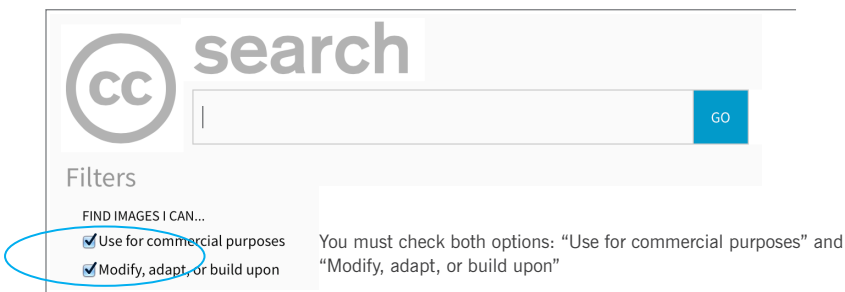 cc search
GO
Filters
FIND IMAGES I CAN...
Use for commercial purposes
Modify, adapt, or build upon
You must check both options: “Use for commercial purposes” and
“Modify, adapt, or build upon”